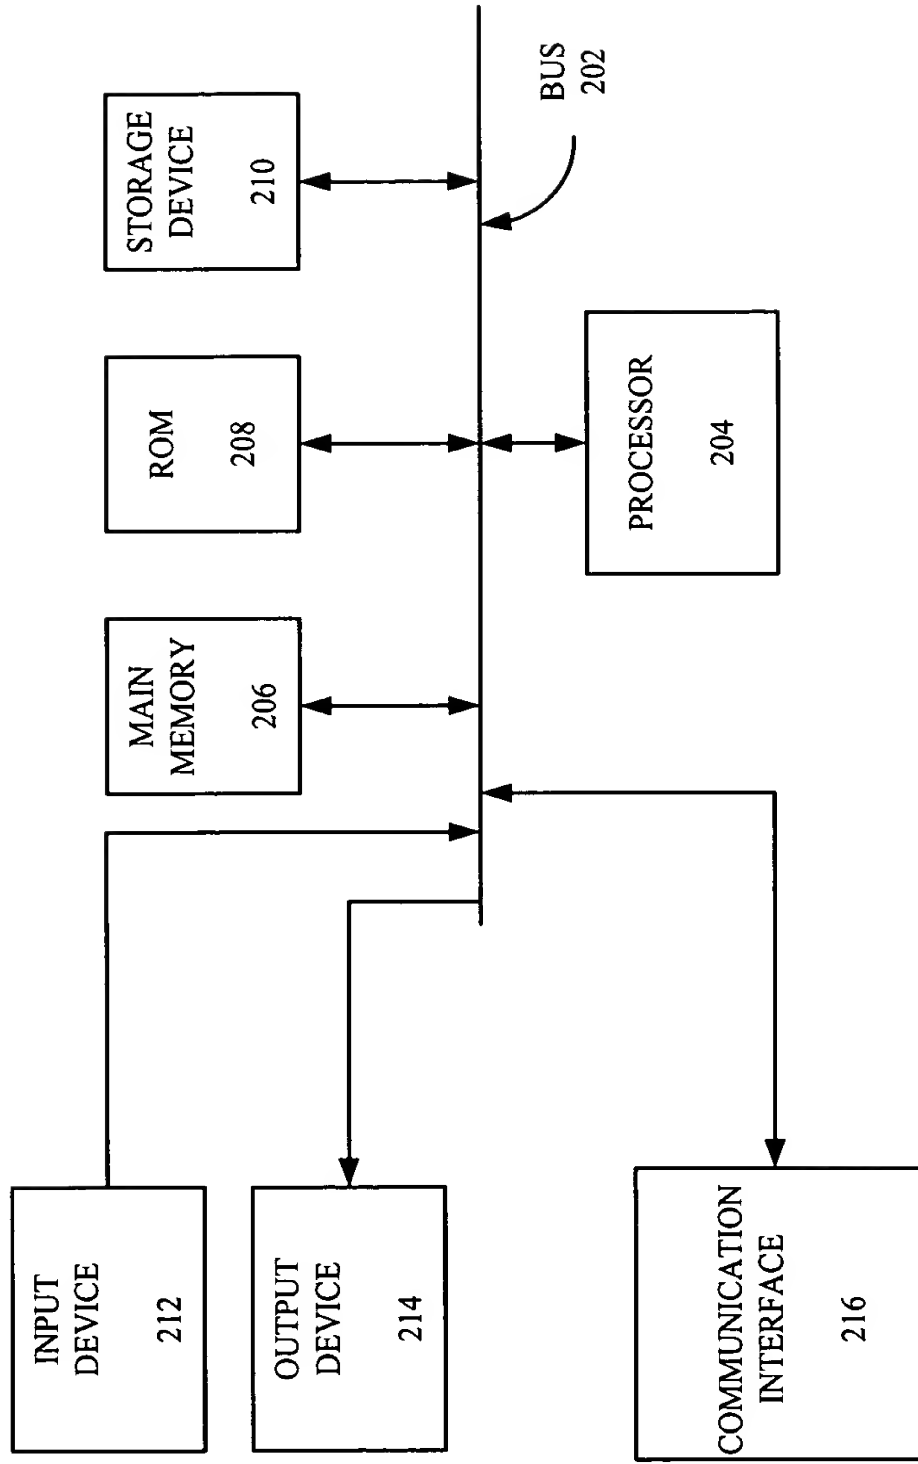 INPUT
DEVICE
212
OUTPUT
DEVICE
214
COMMUNICATION
INTERFACE
216
MAIN
MEMORY
206
ROM
208
STORAGE
DEVICE
210
PROCESSOR
204
BUS
202